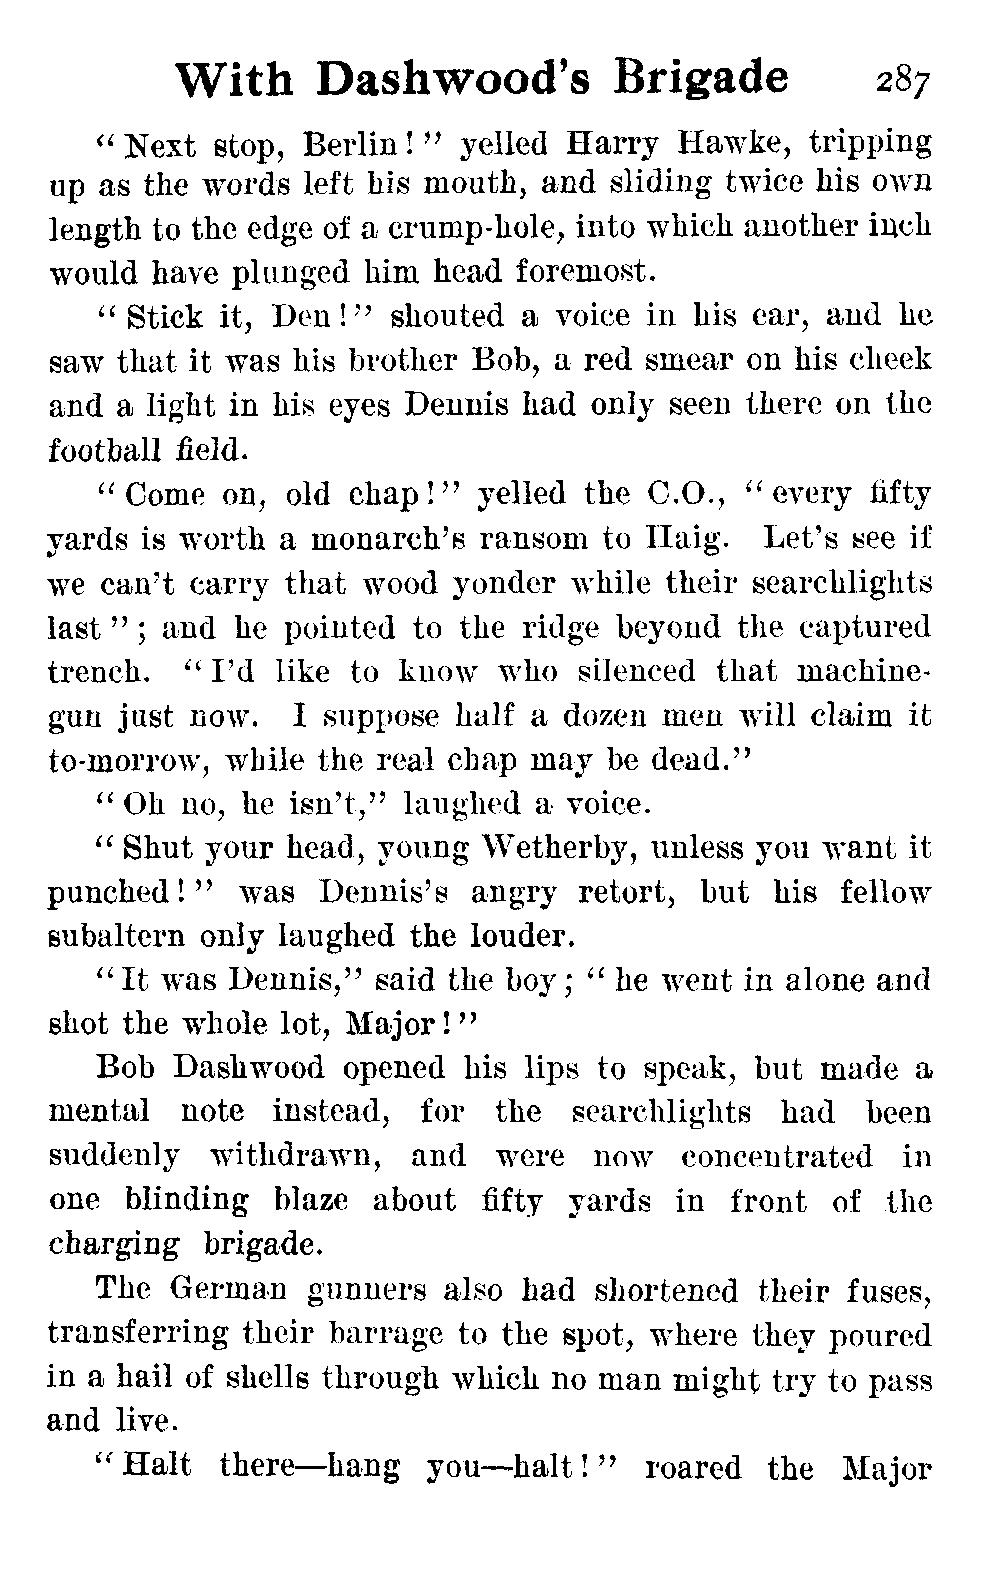 With Dashwood's Brigade 287
"Next stop, Berlin!" yelled Harry Hawke, tripping
up as the words left his mouth, and sliding twice his own
length to the edge of a crump-hole, into which another inch
would have plunged him head foremost.
"Stick it, Den!" shouted a voice in his ear, and he
saw that it was his brother Bob, a red smear on his cheek
and a light in his eyes Dennis had only seen there on the
football field.
"Come on, old chap!" yelled the C.O., "every fifty
yards is worth a monarch's ransom to Haig. Let's see if
we can't carry that wood yonder while their searchlights
last"; and he pointed to the ridge beyond the captured
trench. "I'd like to know who silenced that machine-
gun just now. I suppose half a dozen men will claim it
to-morrow, while the real chap may be dead."
"Oh no, he isn't," laughed a voice.
"Shut your head, young Wetherby, unless you want it
punched!" was Dennis's angry retort, but his fellow
subaltern only laughed the louder.
"It was Dennis," said the boy; "he went in alone and
shot the whole lot, Major!"
Bob Dashwood opened his lips to speak, but made a
mental note instead, for the searchlights had been
suddenly withdrawn, and were now concentrated in
one blinding blaze about fifty yards in front of the
charging brigade.
The German gunners also had shortened their fuses,
transferring their barrage to the spot, where they poured
in a hail of shells through which no man might try to pass
and live.
"Halt there—hang you—halt!" roared the Major